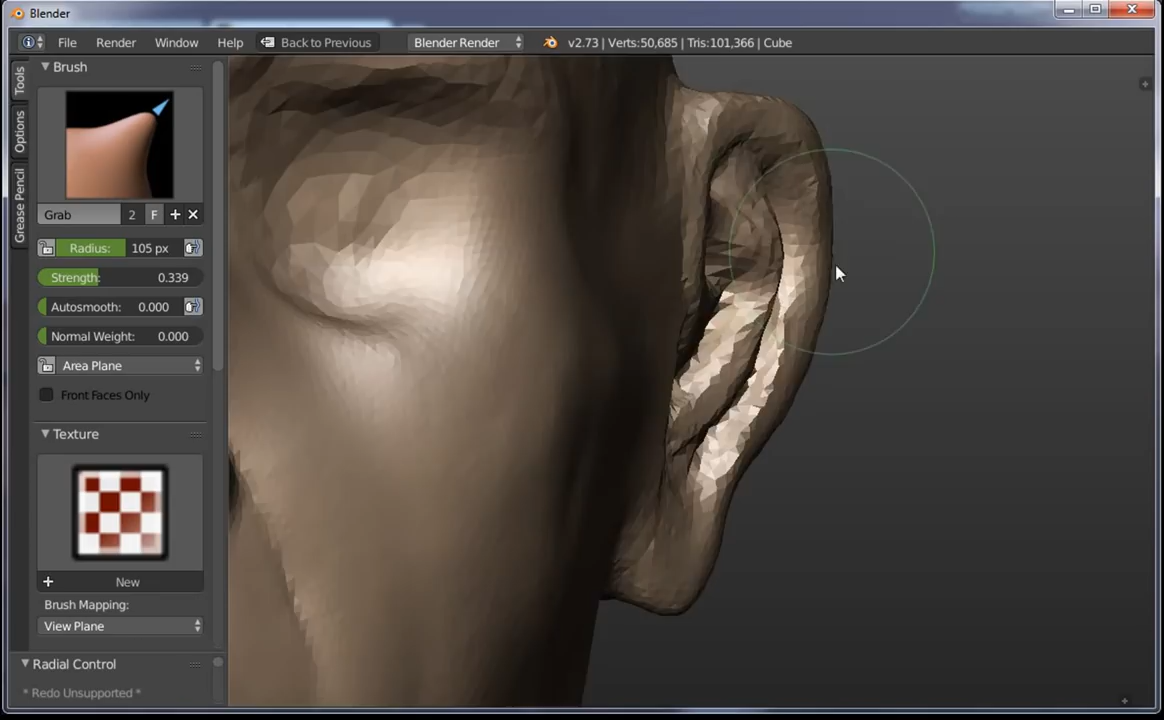 Blender
File Render Window Help Back to Previous Blender Render v2.73 | Verts:50,685 | Tris:101,366 | Cube
Tools
Options
Grease Pencil
Brush
Grab 2 F
Radius: 105 px
Strength: 0.339
Autosmooth: 0.000
Normal Weight: 0.000
Area Plane
Front Faces Only
Texture
New
Brush Mapping:
View Plane
Radial Control
* Redo Unsupported *